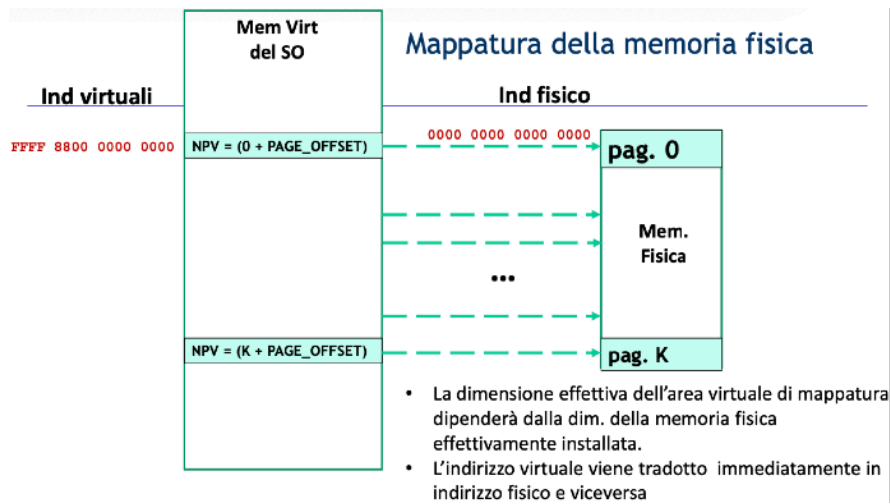 Mem Virt
del SO
Mappatura della memoria fisica
Ind virtuali
Ind fisico
FFFF 8800 0000 0000
NPV = (0 + PAGE_OFFSET)
0000 0000 0000 0000
pag. 0
Mem.
Fisica
...
NPV = (K + PAGE_OFFSET)
pag. K
• La dimensione effettiva dell'area virtuale di mappatura
dipenderà dalla dim. della memoria fisica
effettivamente installata.
• L'indirizzo virtuale viene tradotto immediatamente in
indirizzo fisico e viceversa